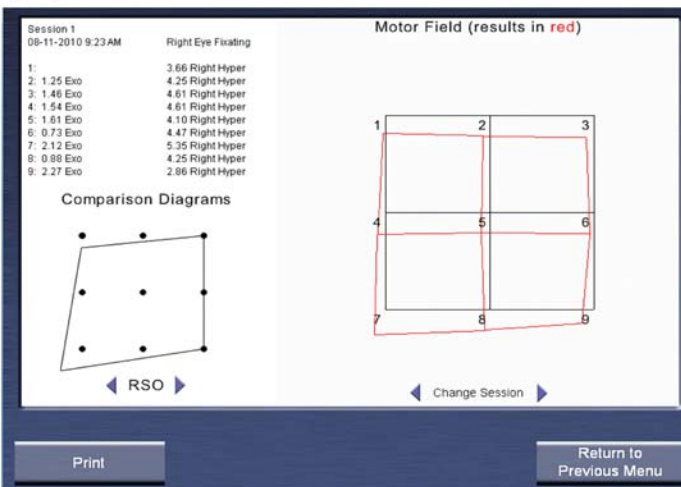 Session 1
08-11-2010 9:23 AM Right Eye Fixating
1: 3.66 Right Hyper
2: 1.25 Exo 4.25 Right Hyper
3: 1.46 Exo 4.61 Right Hyper
4: 1.54 Exo 4.61 Right Hyper
5: 1.61 Exo 4.10 Right Hyper
6: 0.73 Exo 4.47 Right Hyper
7: 2.12 Exo 5.35 Right Hyper
8: 0.88 Exo 4.25 Right Hyper
9: 2.27 Exo 2.86 Right Hyper
Comparison Diagrams
RSO
Motor Field (results in red)
1 2 3
4 5 6
7 8 9
Change Session
Print
Return to
Previous Menu